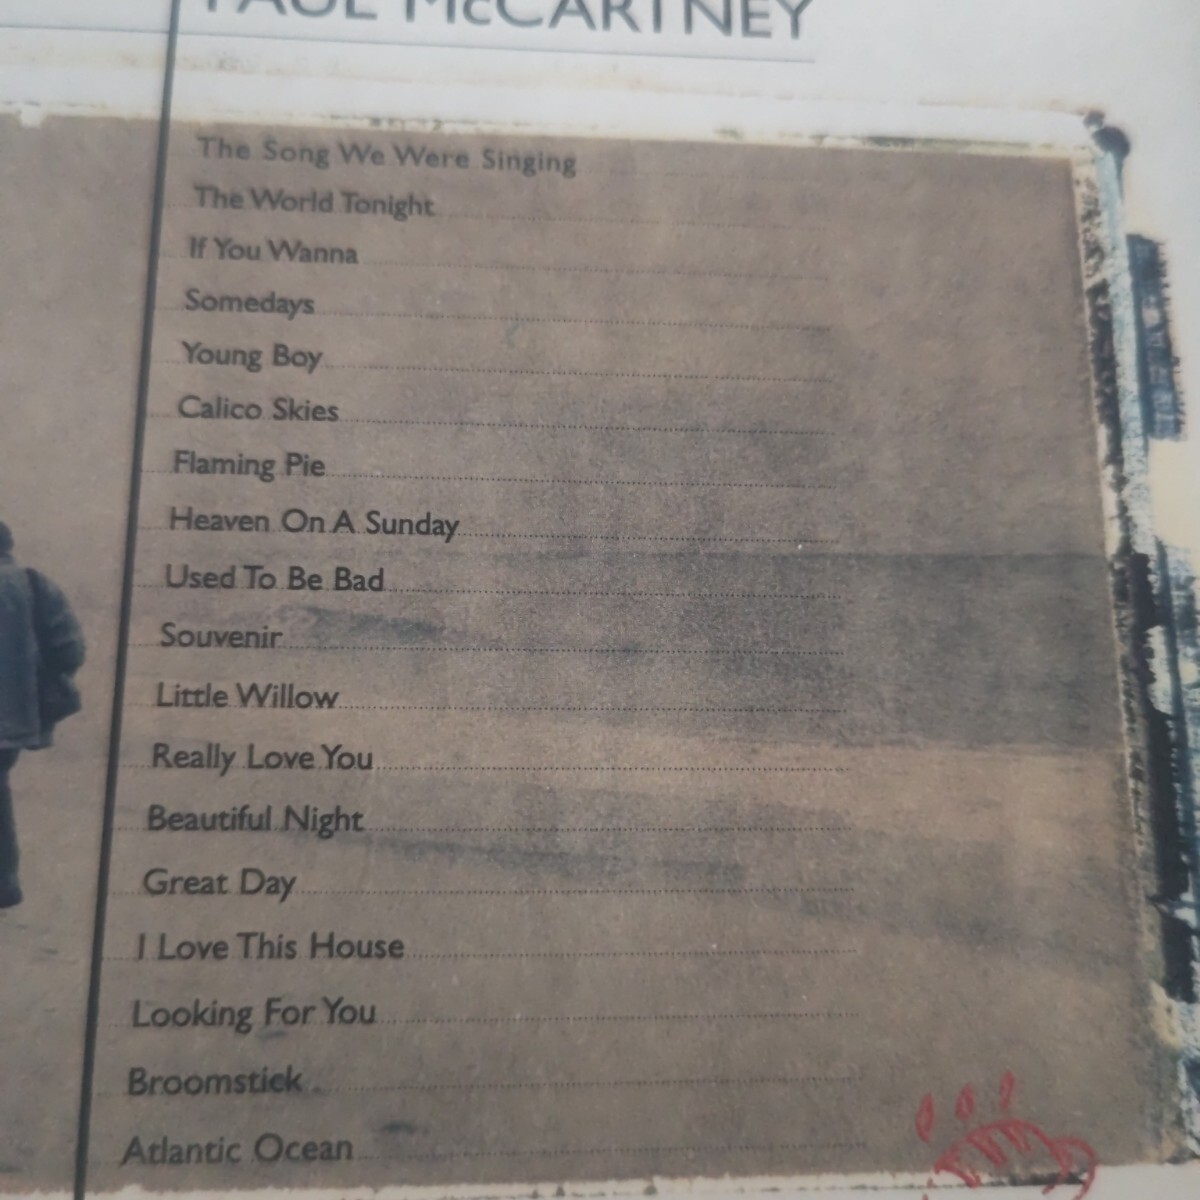 PAUL McCARTNEY
The Song We Were Singing
The World Tonight
If You Wanna
Somedays
Young Boy
Calico Skies
Flaming Pie
Heaven On A Sunday
Used To Be Bad
Souvenir
Little Willow
Really Love You
Beautiful Night
Great Day
I Love This House
Looking For You
Broomstick
Atlantic Ocean